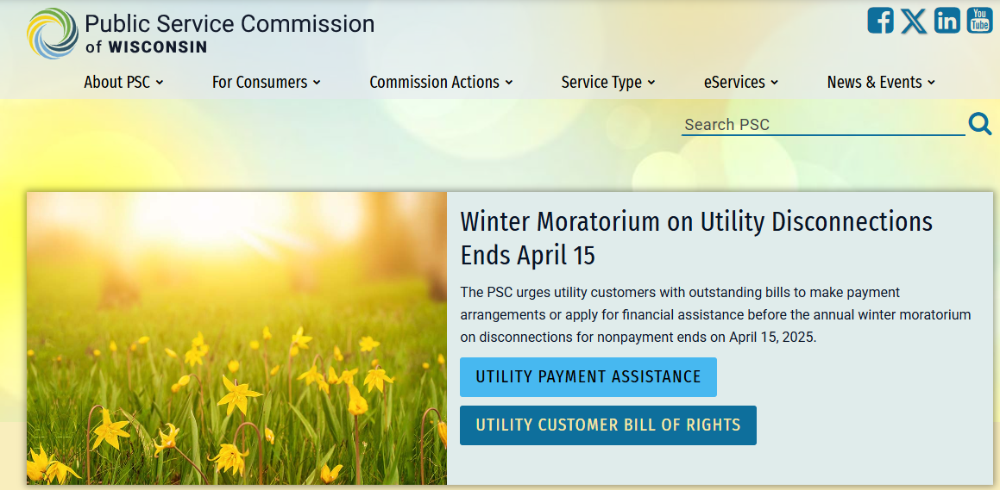 Public Service Commission
of WISCONSIN
You
Tube
About PSC
For Consumers
Commission Actions
Service Type
eServices
News & Events
Search PSC
Winter Moratorium on Utility Disconnections
Ends April 15
The PSC urges utility customers with outstanding bills to make payment
arrangements or apply for financial assistance before the annual winter moratorium
on disconnections for nonpayment ends on April 15, 2025.
UTILITY PAYMENT ASSISTANCE
UTILITY CUSTOMER BILL OF RIGHTS